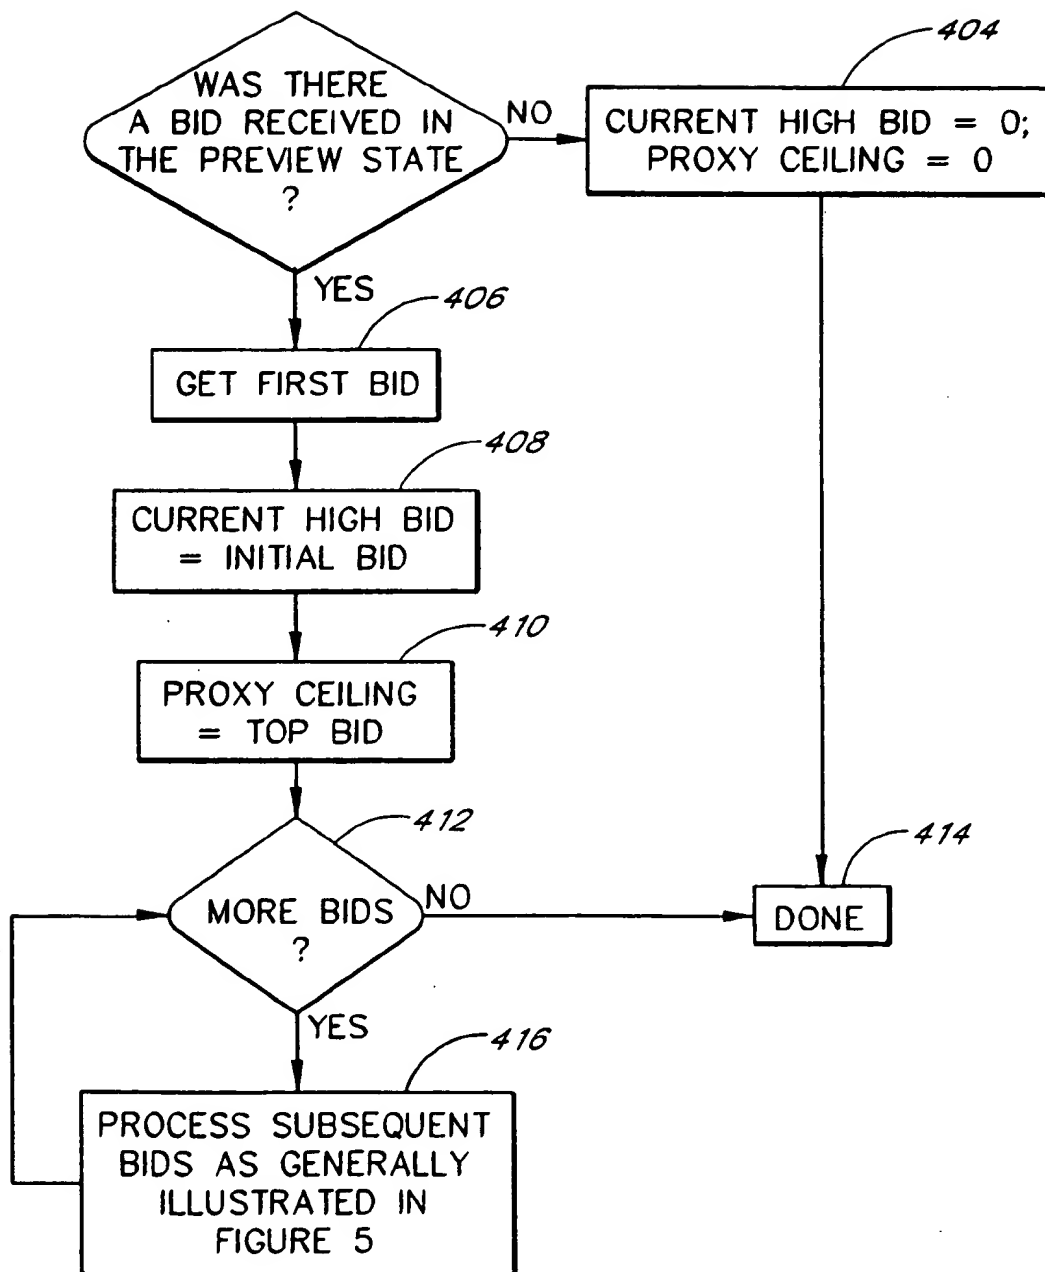 WAS THERE
A BID RECEIVED IN
THE PREVIEW STATE
?
NO
404
CURRENT HIGH BID = 0;
PROXY CEILING = 0
YES
406
GET FIRST BID
408
CURRENT HIGH BID
= INITIAL BID
410
PROXY CEILING
= TOP BID
412
MORE BIDS
?
NO
414
DONE
YES
416
PROCESS SUBSEQUENT
BIDS AS GENERALLY
ILLUSTRATED IN
FIGURE 5